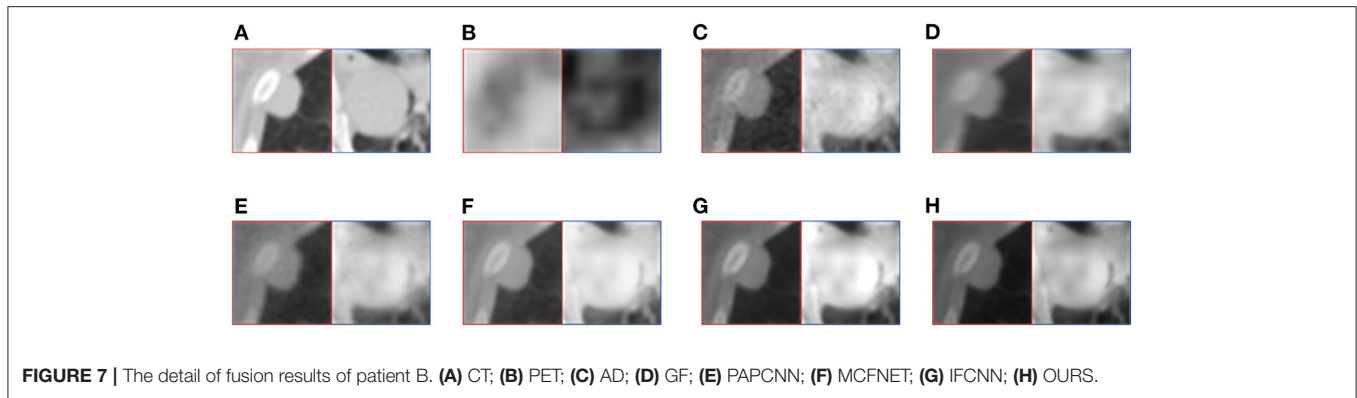 A B C D
E F G H
FIGURE 7 | The detail of fusion results of patient B. (A) CT; (B) PET; (C) AD; (D) GF; (E) PAPCNN; (F) MCFNET; (G) IFCNN; (H) OURS.